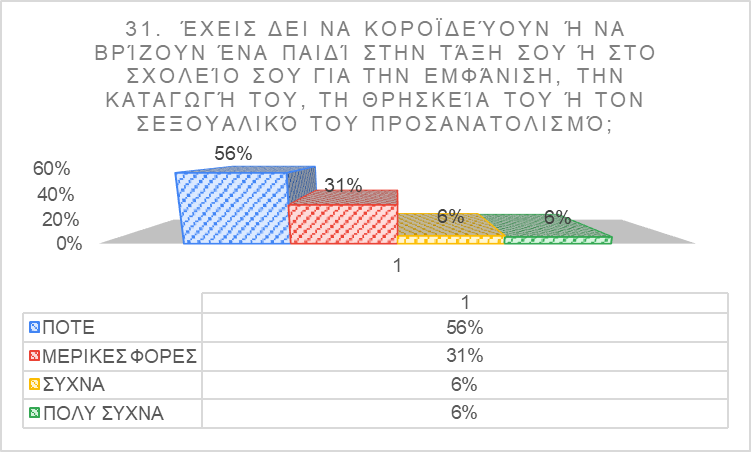 31. ΈΧΕΙΣ ΔΕΙ ΝΑ ΚΟΡΟΪΔΕΎΟΥΝ Ή ΝΑ
ΒΡΊΖΟΥΝ ΈΝΑ ΠΑΙΔΊ ΣΤΗΝ ΤΆΞΗ ΣΟΥ Ή ΣΤΟ
ΣΧΟΛΕΊΟ ΣΟΥ ΓΙΑ ΤΗΝ ΕΜΦΆΝΙΣΗ, ΤΗΝ
ΚΑΤΑΓΩΓΉ ΤΟΥ, ΤΗ ΘΡΗΣΚΕΊΑ ΤΟΥ Ή ΤΟΝ
ΣΕΞΟΥΑΛΙΚΌ ΤΟΥ ΠΡΟΣΑΝΑΤΟΛΙΣΜΌ;
56%
31%
6%
6%
60%
40%
20%
0%
1
1
ΠΟΤΕ 56%
ΜΕΡΙΚΕΣ ΦΟΡΕΣ 31%
ΣΥΧΝΑ 6%
ΠΟΛΥ ΣΥΧΝΑ 6%